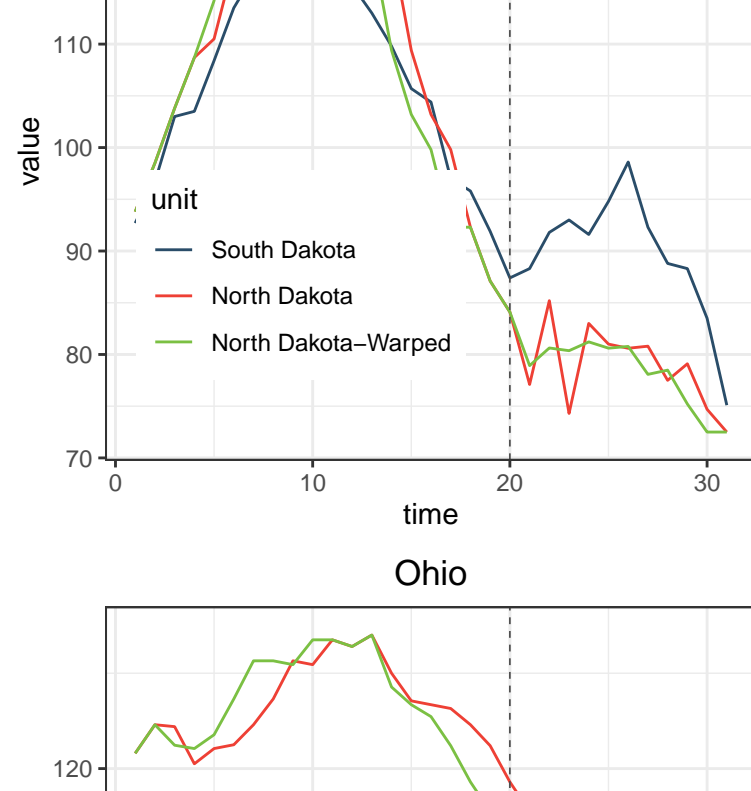 110
100
90
80
70
value
unit
South Dakota
North Dakota
North Dakota−Warped
0 10 20 30
time
Ohio
120